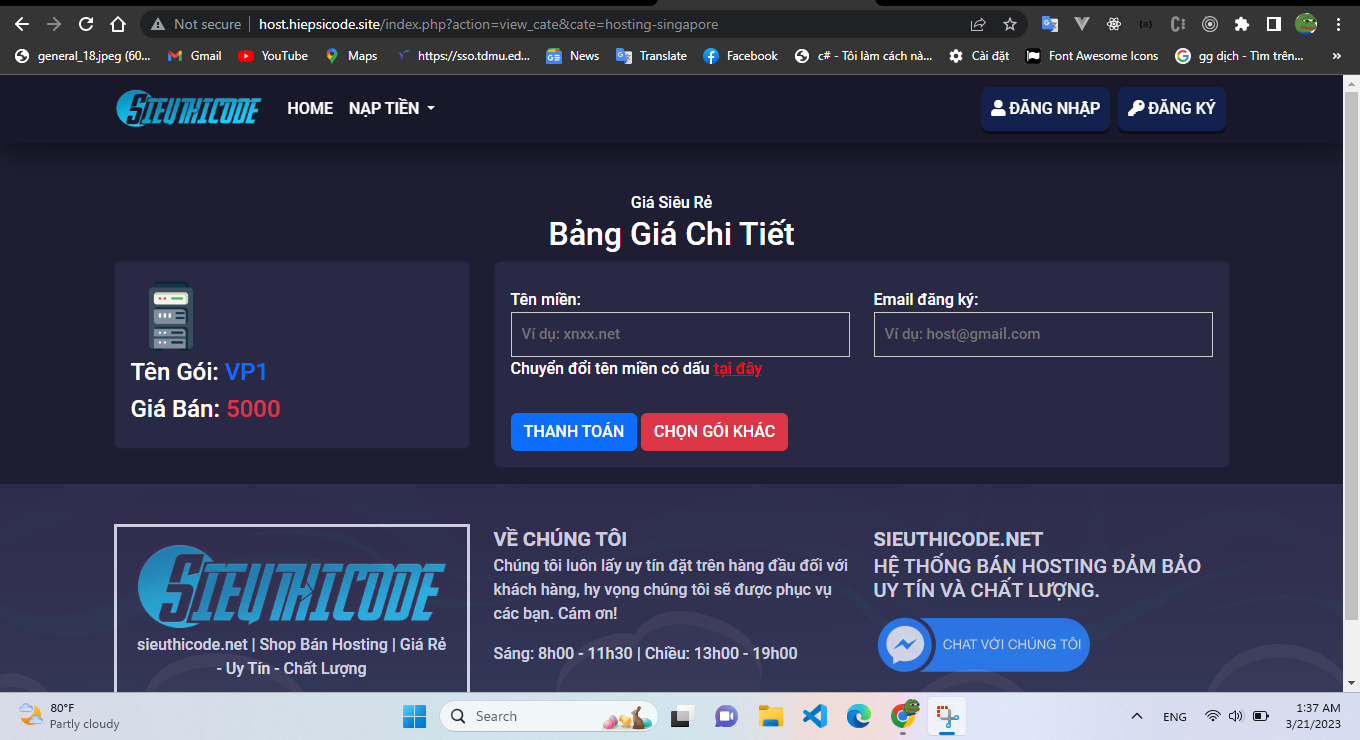 Not secure
host.hiepsicode.site/index.php?action=view_cate&cate=hosting-singapore
general_18.jpeg (60...
Gmail
YouTube
Maps
https://sso.tdmu.ed...
News
Translate
Facebook
c# - Tôi làm cách nà...
Cài đặt
Font Awesome Icons
gg dịch - Tìm trên...
»
SIEUTHICODE
HOME
NẠP TIỀN
ĐĂNG NHẬP
ĐĂNG KÝ
Giá Siêu Rẻ
Bảng Giá Chi Tiết
Tên Gói: VP1
Giá Bán: 5000
Tên miền:
Ví dụ: xnxx.net
Chuyển đổi tên miền có dấu tại đây
Email đăng ký:
Ví dụ: host@gmail.com
THANH TOÁN
CHỌN GÓI KHÁC
SIEUTHICODE
sieuthicode.net | Shop Bán Hosting | Giá Rẻ
- Uy Tín - Chất Lượng
VỀ CHÚNG TÔI
Chúng tôi luôn lấy uy tín đặt trên hàng đầu đối với
khách hàng, hy vọng chúng tôi sẽ được phục vụ
các bạn. Cám ơn!
Sáng: 8h00 - 11h30 | Chiều: 13h00 - 19h00
SIEUTHICODE.NET
HỆ THỐNG BÁN HOSTING ĐẢM BẢO
UY TÍN VÀ CHẤT LƯỢNG.
CHAT VỚI CHÚNG TÔI
80°F
Partly cloudy
Search
ENG
1:37 AM
3/21/2023